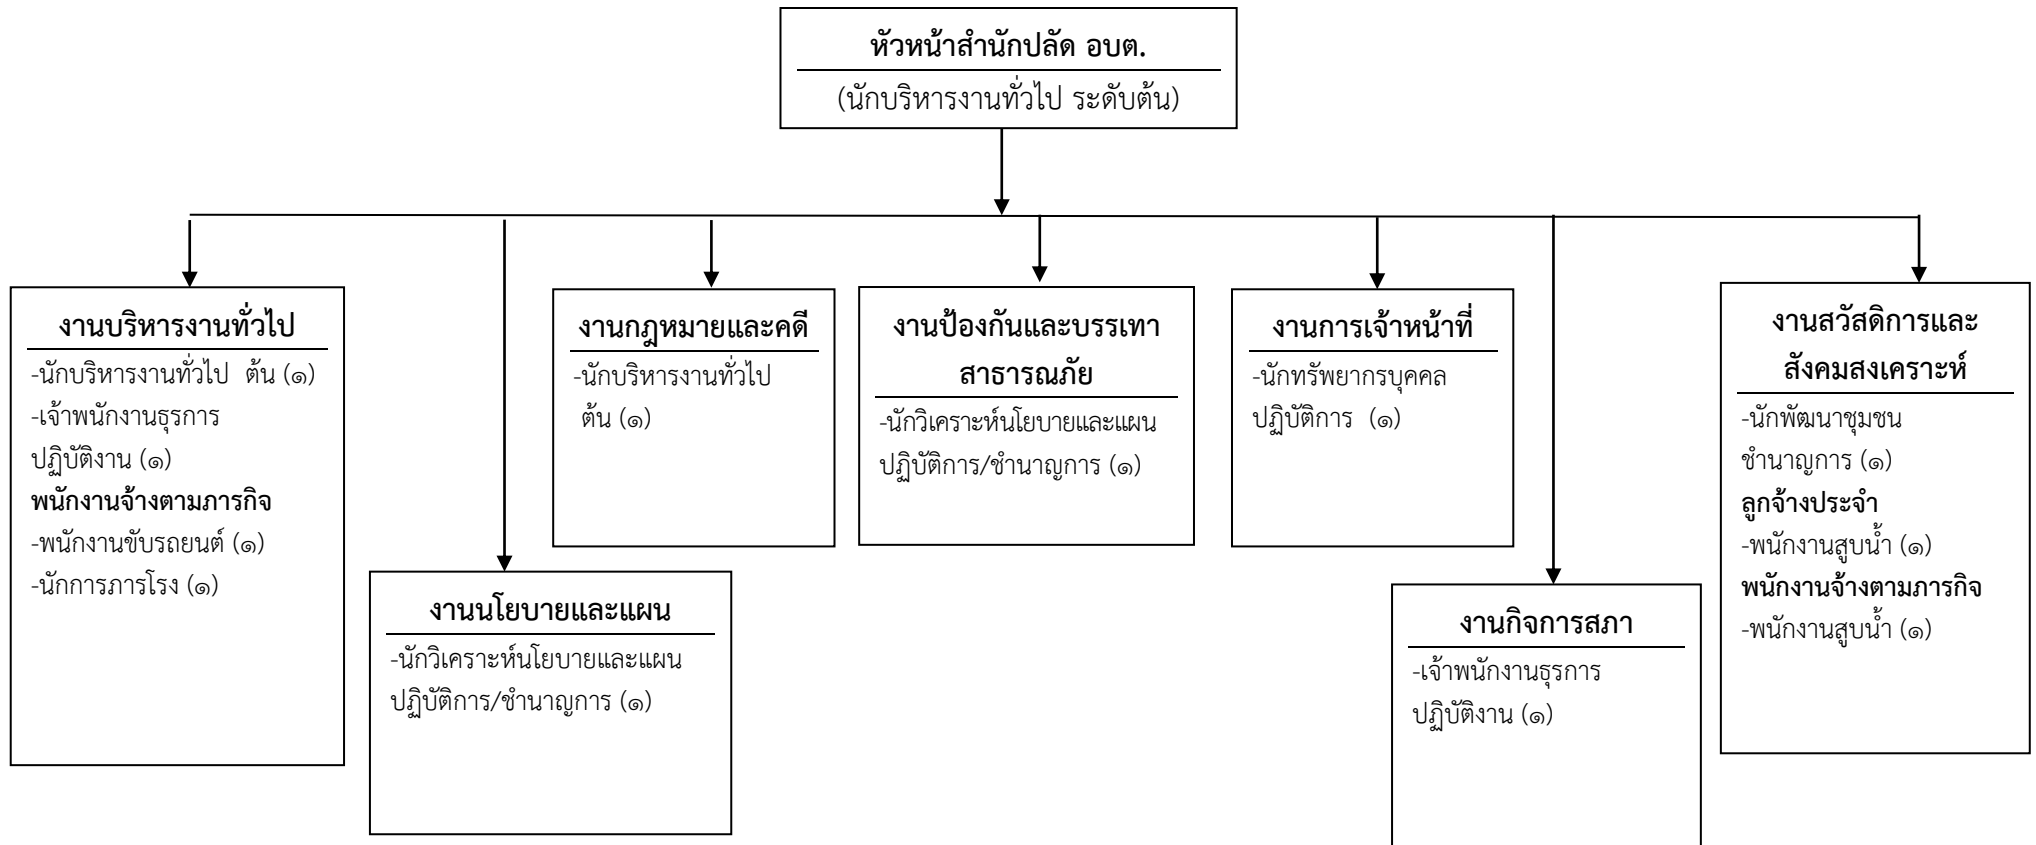 หัวหน้าสำนักปลัด อบต.
(นักบริหารงานทั่วไป ระดับต้น)
งานบริหารงานทั่วไป
-นักบริหารงานทั่วไป ต้น (๑)
-เจ้าพนักงานธุรการ
ปฏิบัติงาน (๑)
พนักงานจ้างตามภารกิจ
-พนักงานขับรถยนต์ (๑)
-นักการภารโรง (๑)
งานนโยบายและแผน
-นักวิเคราะห์นโยบายและแผน
ปฏิบัติการ/ชำนาญการ (๑)
งานกฎหมายและคดี
-นักบริหารงานทั่วไป
ต้น (๑)
งานป้องกันและบรรเทา
สาธารณภัย
-นักวิเคราะห์นโยบายและแผน
ปฏิบัติการ/ชำนาญการ (๑)
งานการเจ้าหน้าที่
-นักทรัพยากรบุคคล
ปฏิบัติการ (๑)
งานกิจการสภา
-เจ้าพนักงานธุรการ
ปฏิบัติงาน (๑)
งานสวัสดิการและ
สังคมสงเคราะห์
-นักพัฒนาชุมชน
ชำนาญการ (๑)
ลูกจ้างประจำ
-พนักงานสูบน้ำ (๑)
พนักงานจ้างตามภารกิจ
-พนักงานสูบน้ำ (๑)